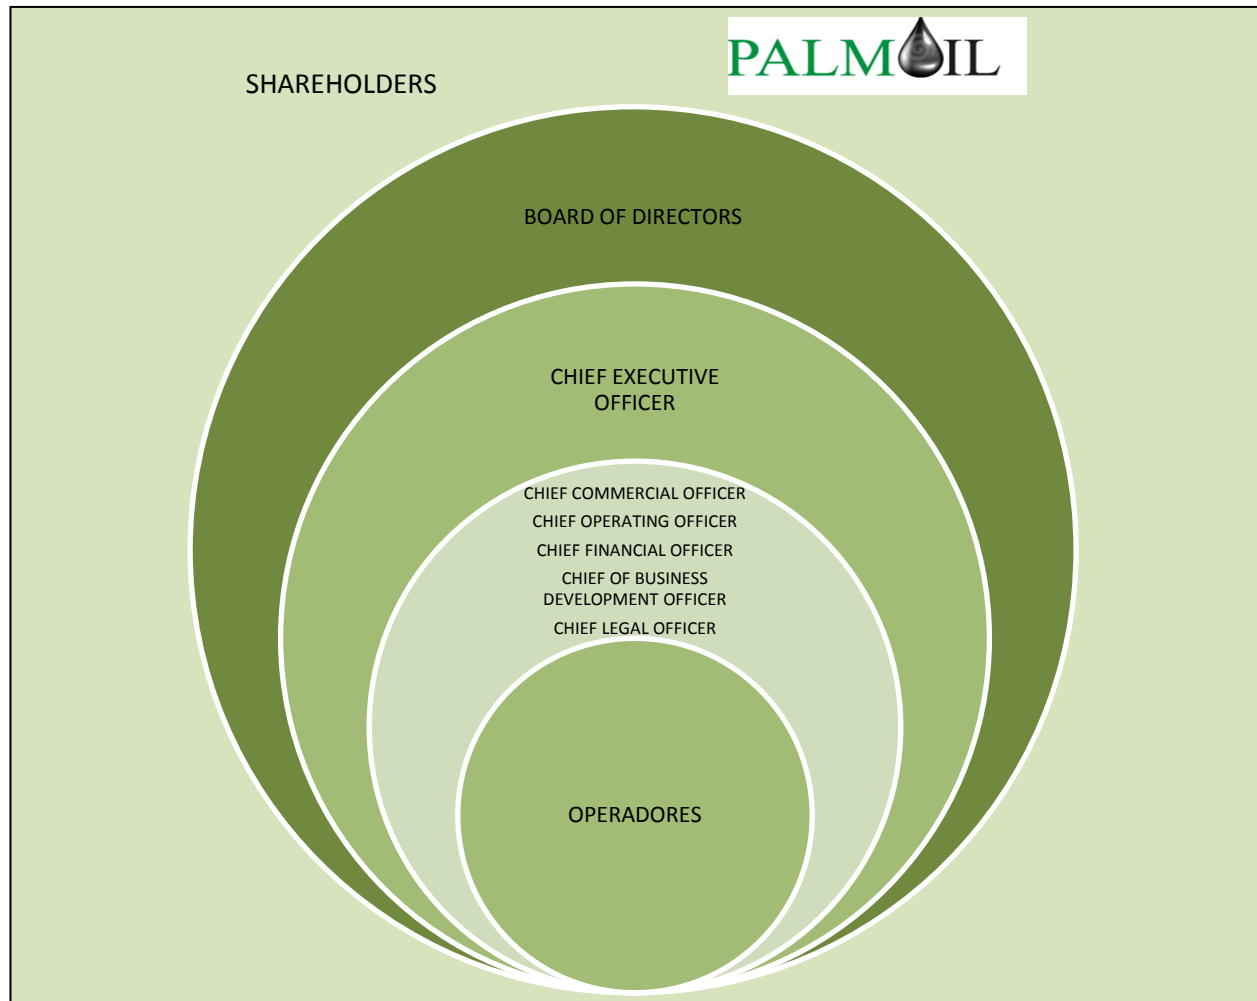 PALMOIL
SHAREHOLDERS
BOARD OF DIRECTORS
CHIEF EXECUTIVE
OFFICER
CHIEF COMMERCIAL OFFICER
CHIEF OPERATING OFFICER
CHIEF FINANCIAL OFFICER
CHIEF OF BUSINESS
DEVELOPMENT OFFICER
CHIEF LEGAL OFFICER
OPERADORES